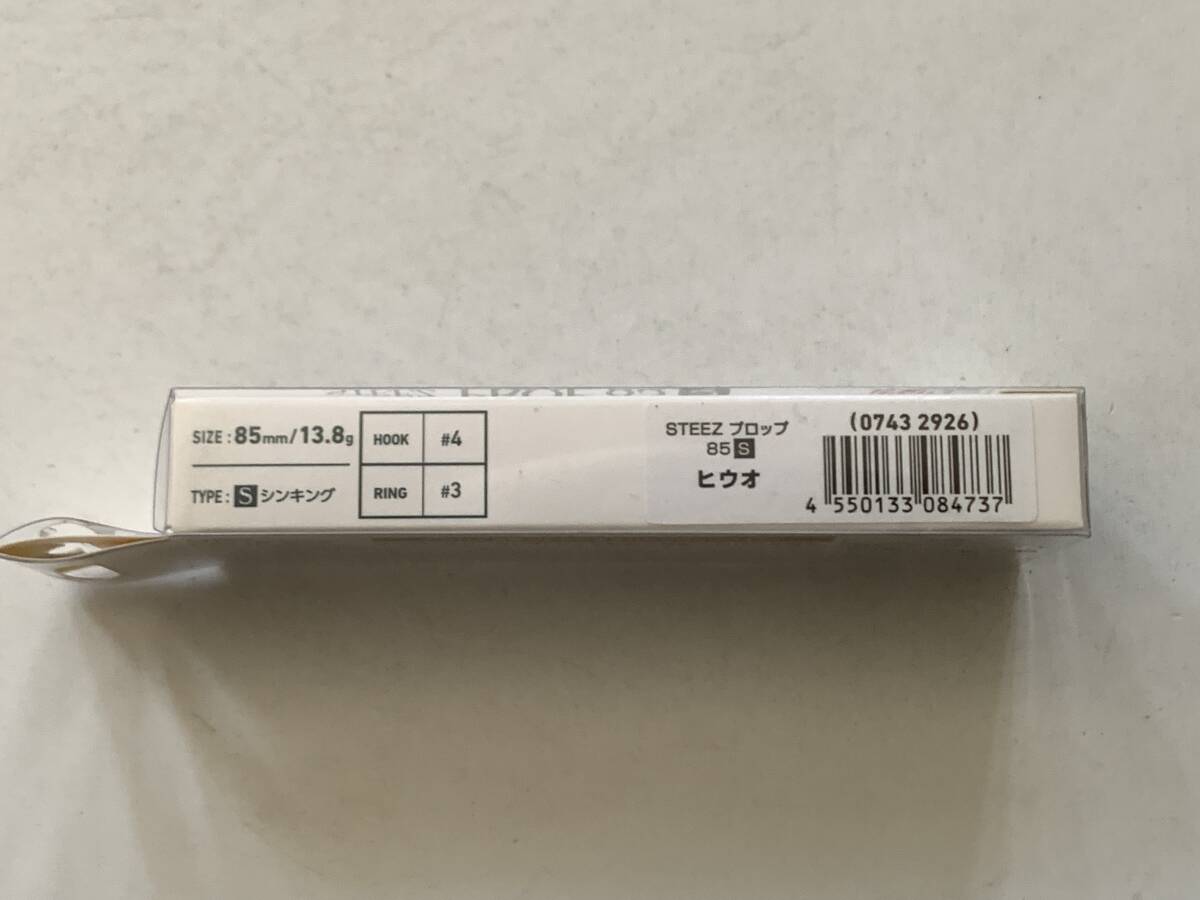 SIZE : 85mm/13.8g
TYPE : S シンキング
HOOK #4
RING #3
STEEZ プロップ
85 S
ヒウオ
(0743 2926)
4 550133 084737